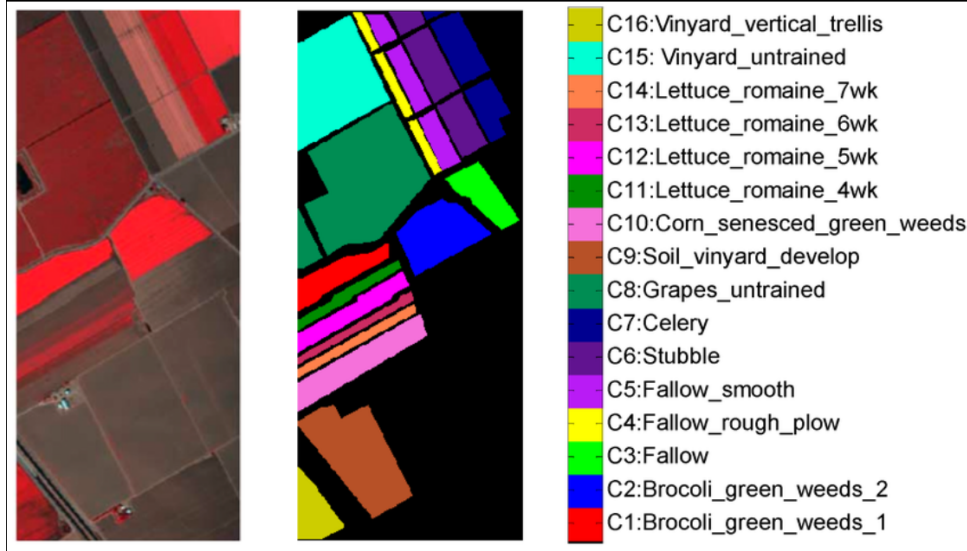 C16:Vinyard_vertical_trellis
C15: Vinyard_untrained
C14:Lettuce_romaine_7wk
C13:Lettuce_romaine_6wk
C12:Lettuce_romaine_5wk
C11:Lettuce_romaine_4wk
C10:Corn_senesced_green_weeds
C9:Soil_vinyard_develop
C8:Grapes_untrained
C7:Celery
C6:Stubble
C5:Fallow_smooth
C4:Fallow_rough_plow
C3:Fallow
C2:Brocoli_green_weeds_2
C1:Brocoli_green_weeds_1